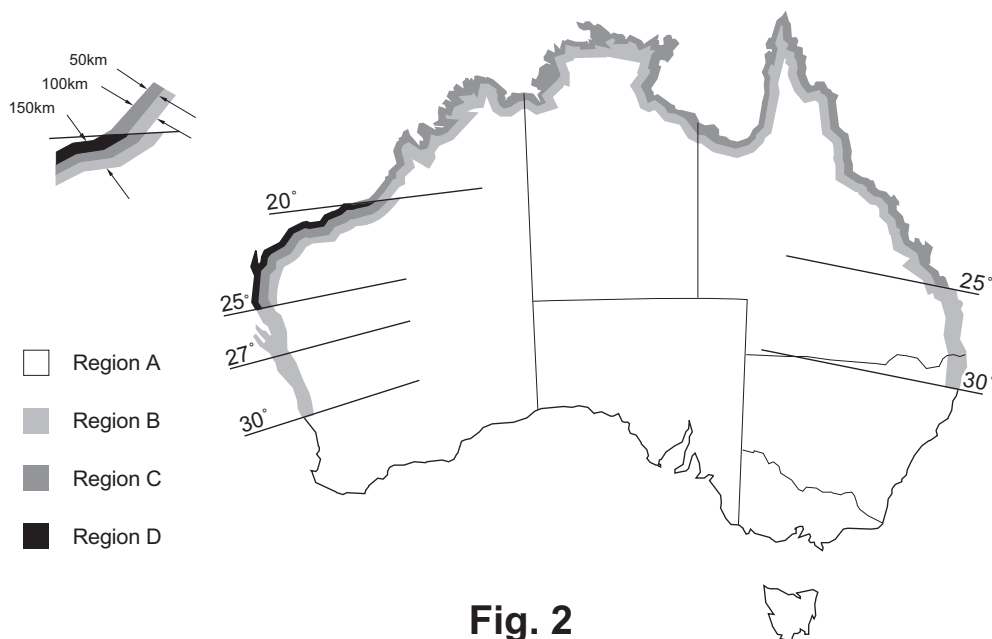 50km
100km
150km
20°
25°
27°
30°
25°
30°
Region A
Region B
Region C
Region D
Fig. 2